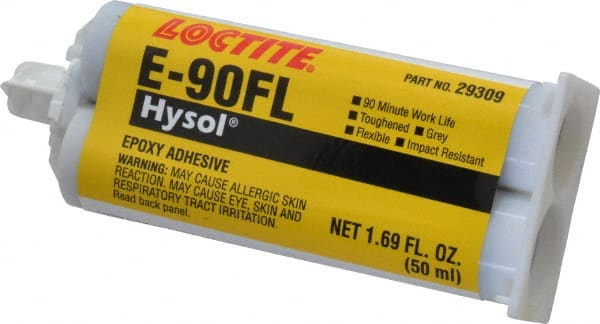 LOCTITE®
E-90FL
Hysol®
EPOXY ADHESIVE
WARNING: MAY CAUSE ALLERGIC SKIN
REACTION. MAY CAUSE EYE, SKIN AND
RESPIRATORY TRACT IRRITATION.
Read back panel.
PART NO. 29309
■ 90 Minute Work Life
■ Toughened ■ Grey
■ Flexible ■ Impact Resistant
NET 1.69 FL. OZ.
(50 ml)